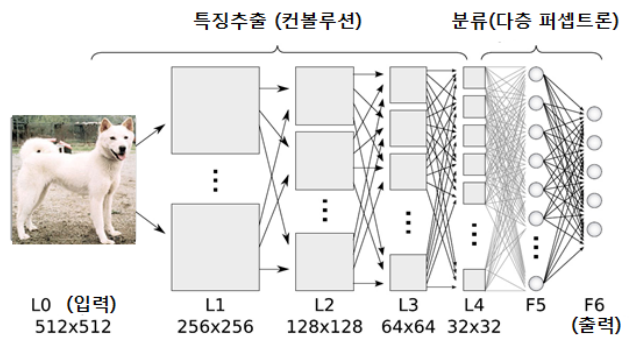 특징추출 (컨볼루션)
분류(다층 퍼셉트론)
L0 (입력)
512x512
L1
256x256
L2
128x128
L3
64x64
L4
32x32
F5
F6
(출력)